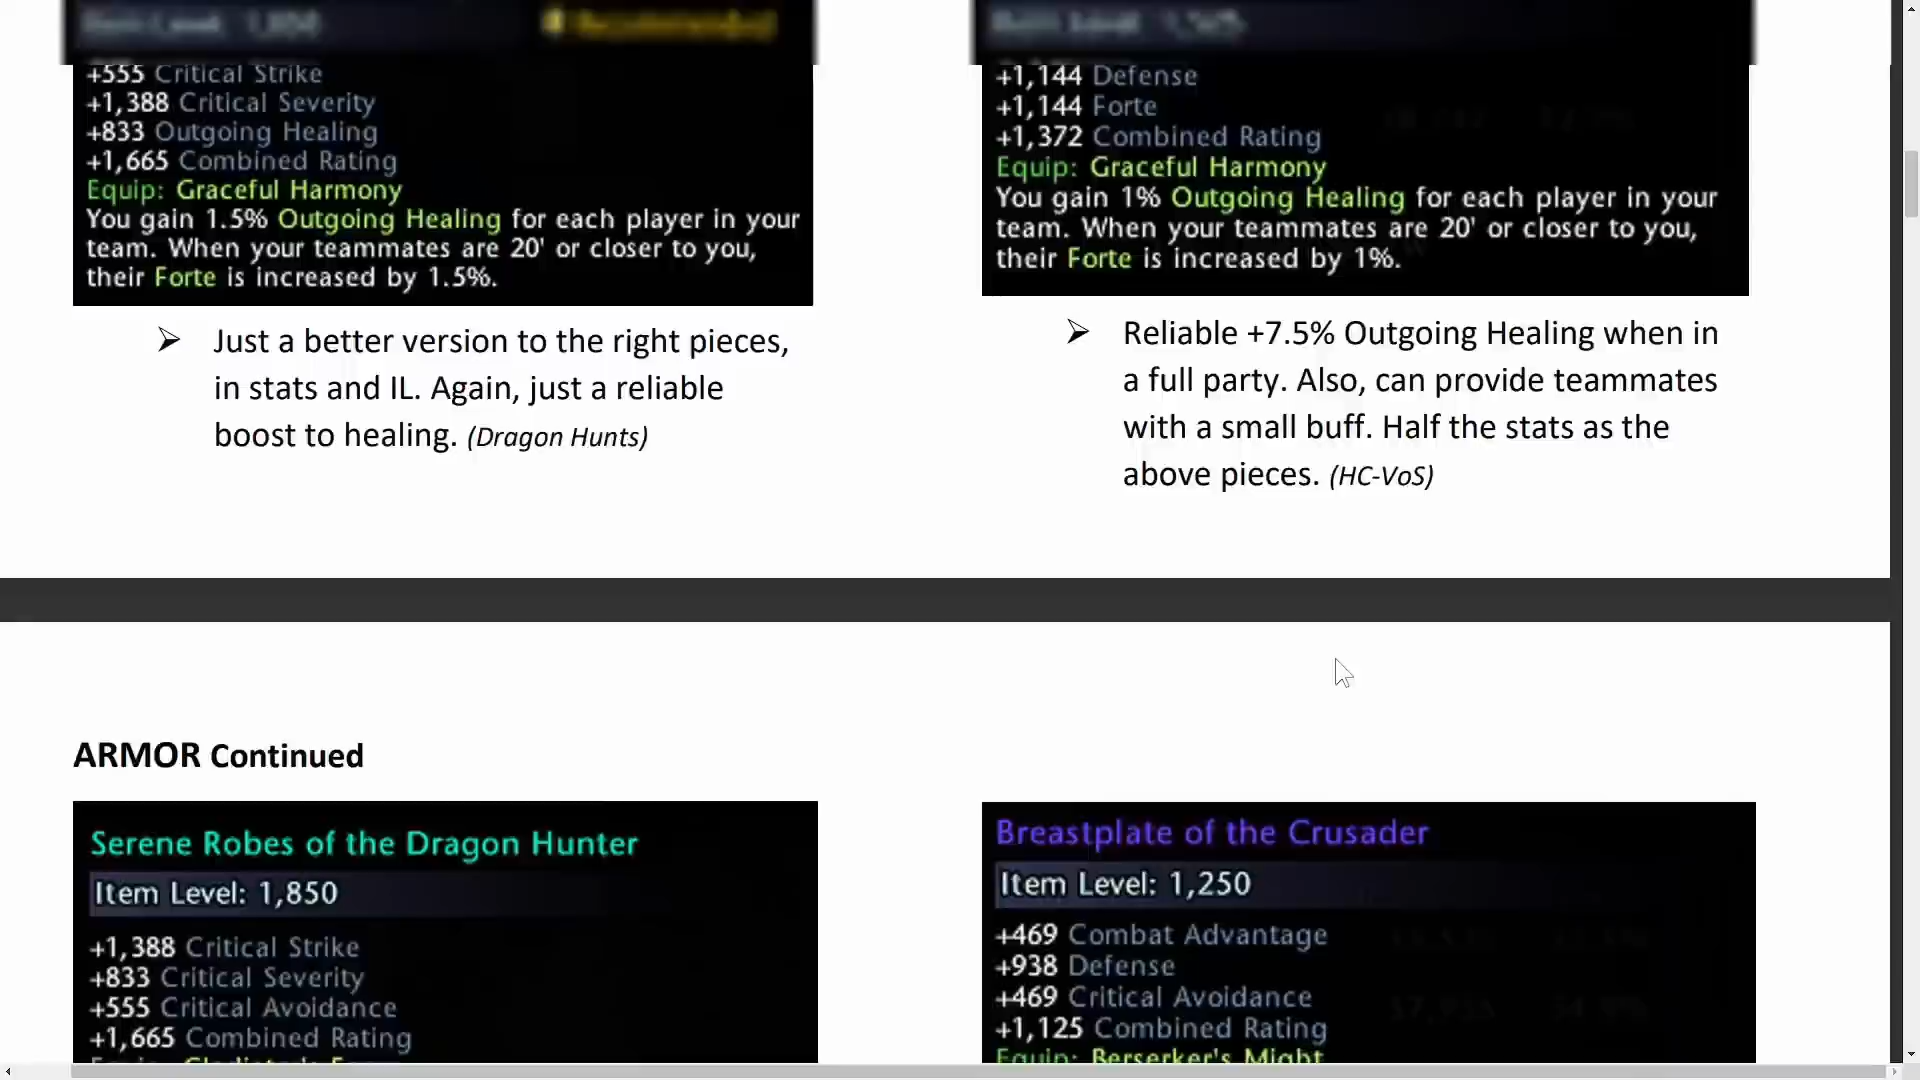 +555 Critical Strike
+1,388 Critical Severity
+833 Outgoing Healing
+1,665 Combined Rating
Equip: Graceful Harmony
You gain 1.5% Outgoing Healing for each player in your
team. When your teammates are 20' or closer to you,
their Forte is increased by 1.5%.
Just a better version to the right pieces,
in stats and IL. Again, just a reliable
boost to healing. (Dragon Hunts)
+1,144 Defense
+1,144 Forte
+1,372 Combined Rating
Equip: Graceful Harmony
You gain 1% Outgoing Healing for each player in your
team. When your teammates are 20' or closer to you,
their Forte is increased by 1%.
Reliable +7.5% Outgoing Healing when in
a full party. Also, can provide teammates
with a small buff. Half the stats as the
above pieces. (HC-VoS)
ARMOR Continued
Serene Robes of the Dragon Hunter
Item Level: 1,850
+1,388 Critical Strike
+833 Critical Severity
+555 Critical Avoidance
+1,665 Combined Rating
Breastplate of the Crusader
Item Level: 1,250
+469 Combat Advantage
+938 Defense
+469 Critical Avoidance
+1,125 Combined Rating
Equip: Berserker's Might